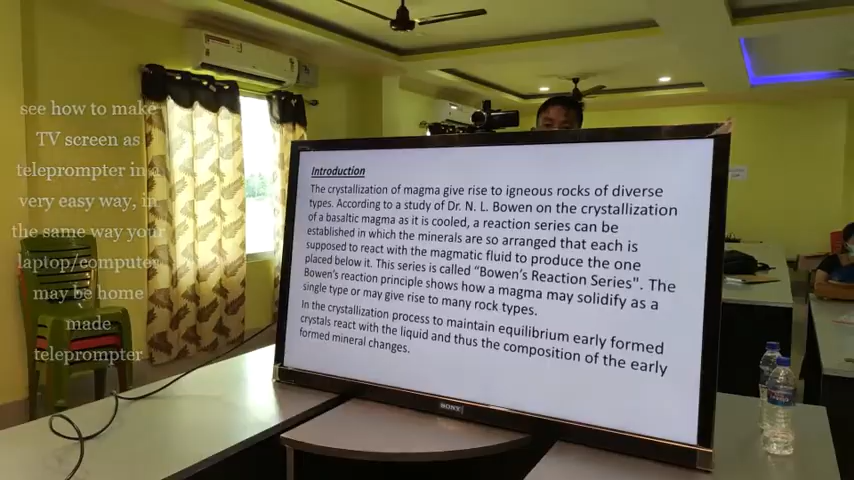 see how to make
TV screen as
teleprompter in a
very easy way, in
the same way your
laptop/computer
may be home
made
teleprompter
Introduction
The crystallization of magma give rise to igneous rocks of diverse
types. According to a study of Dr. N. L. Bowen on the crystallization
of a basaltic magma as it is cooled, a reaction series can be
established in which the minerals are so arranged that each is
supposed to react with the magmatic fluid to produce the one
placed below it. This series is called "Bowen's Reaction Series". The
Bowen's reaction principle shows how a magma may solidify as a
single type or may give rise to many rock types.
In the crystallization process to maintain equilibrium early formed
crystals react with the liquid and thus the composition of the early
formed mineral changes.
SONY